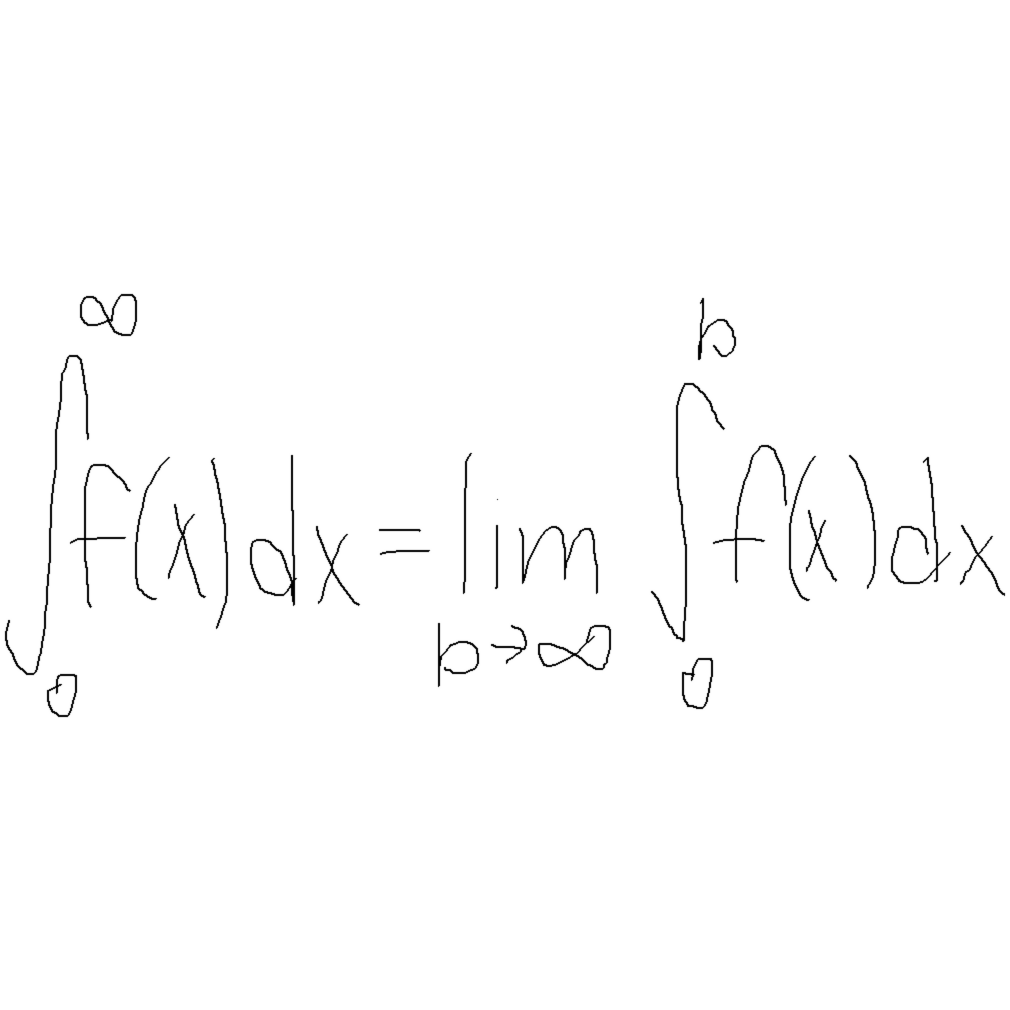 ∫₀^∞ f(x)dx = lim_{b→∞} ∫₀^b f(x)dx